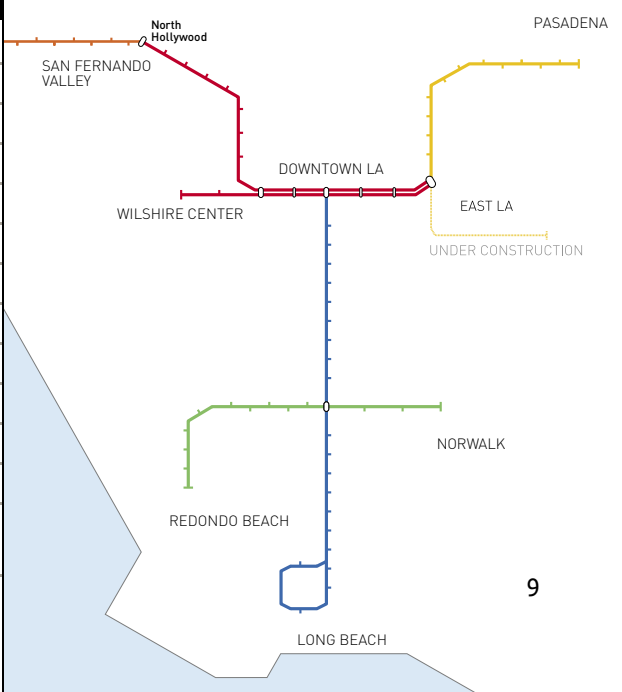 North
Hollywood
PASADENA
SAN FERNANDO
VALLEY
DOWNTOWN LA
WILSHIRE CENTER
EAST LA
UNDER CONSTRUCTION
NORWALK
REDONDO BEACH
9
LONG BEACH